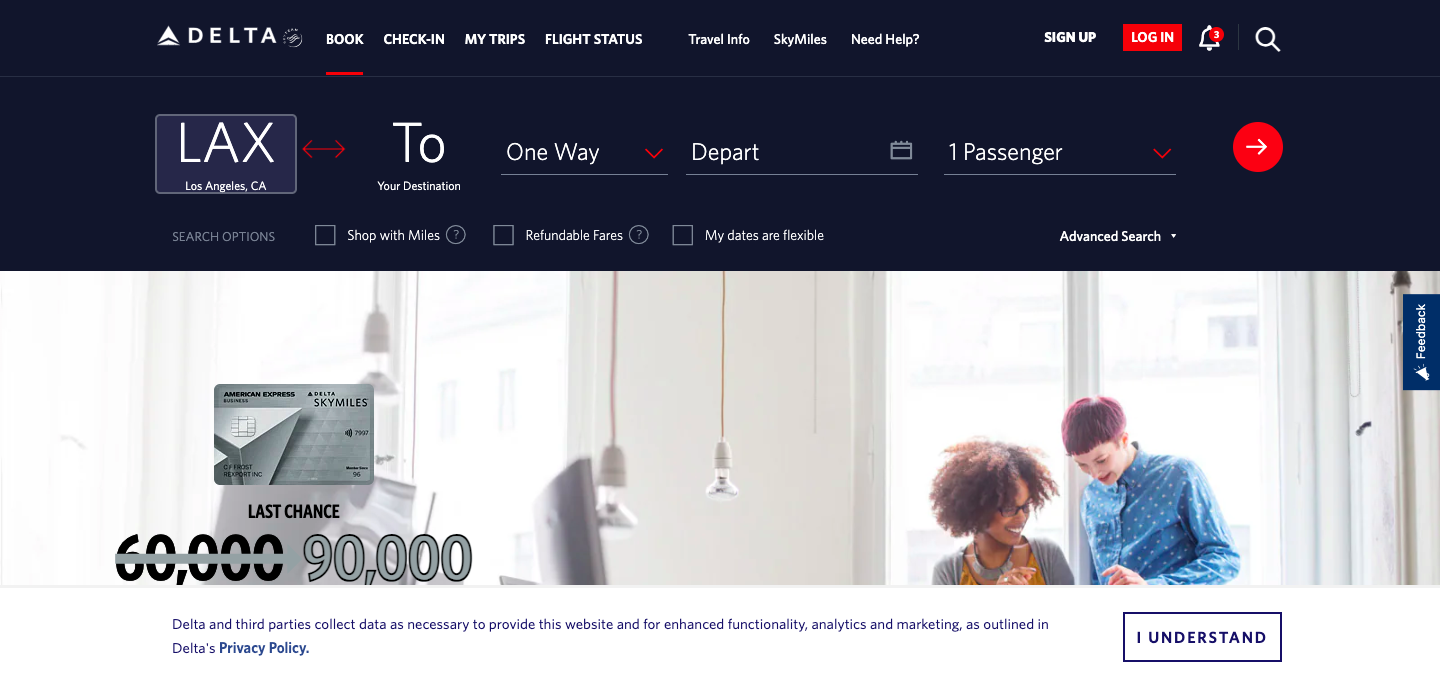 DELTA
BOOK CHECK-IN MY TRIPS FLIGHT STATUS Travel Info SkyMiles Need Help? SIGN UP LOG IN 3
LAX
Los Angeles, CA
To
Your Destination
One Way
Depart
1 Passenger
SEARCH OPTIONS
Shop with Miles ?
Refundable Fares ?
My dates are flexible
Advanced Search
Feedback
AMERICAN EXPRESS
BUSINESS
DELTA
SKYMILES
7997
C F FROST
REXPORT INC
Member Since
96
LAST CHANCE
60,000 90,000
Delta and third parties collect data as necessary to provide this website and for enhanced functionality, analytics and marketing, as outlined in
Delta's Privacy Policy.
I UNDERSTAND